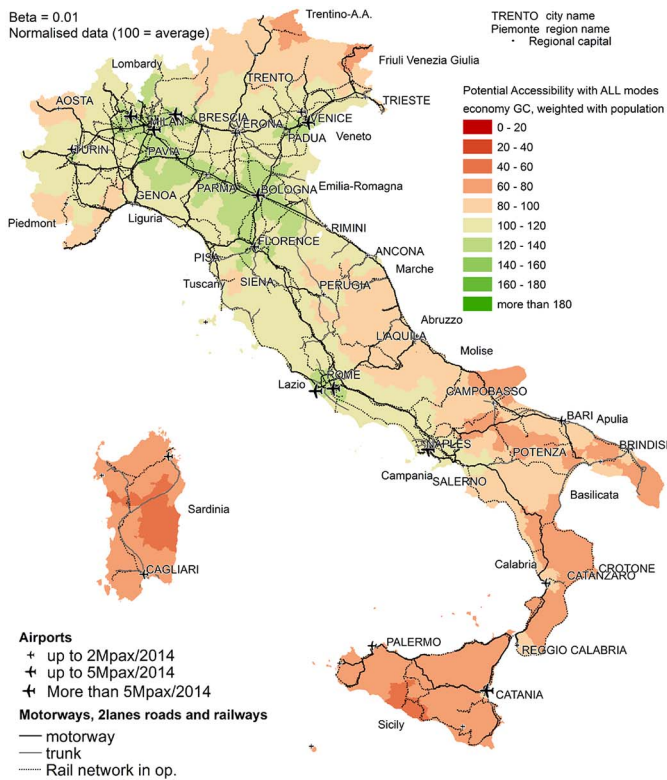 Beta = 0.01
Normalised data (100 = average)
Trentino-A.A.
TRENTO city name
Piemonte region name
Regional capital
Friuli Venezia Giulia
Lombardy
TRENTO
AOSTA
TRIESTE
MILAN
BRESCIA
VERONA
VENICE
PADUA
Veneto
TURIN
PAVIA
PARMA
BOLOGNA
Emilia-Romagna
GENOA
Piedmont
Liguria
RIMINI
FLORENCE
PISA
ANCONA
Marche
Tuscany
SIENA
PERUGIA
Abruzzo
L'AQUILA
Molise
Lazio
ROME
CAMPOBASSO
BARI
Apulia
NAPLES
POTENZA
BRINDISI
Campania
SALERNO
Basilicata
Sardinia
Calabria
CROTONE
CATANZARO
CAGLIARI
REGGIO CALABRIA
PALERMO
CATANIA
Sicily
Potential Accessibility with ALL modes
economy GC, weighted with population
0 - 20
20 - 40
40 - 60
60 - 80
80 - 100
100 - 120
120 - 140
140 - 160
160 - 180
more than 180
Airports
up to 2Mpax/2014
up to 5Mpax/2014
More than 5Mpax/2014
Motorways, 2lanes roads and railways
motorway
trunk
Rail network in op.